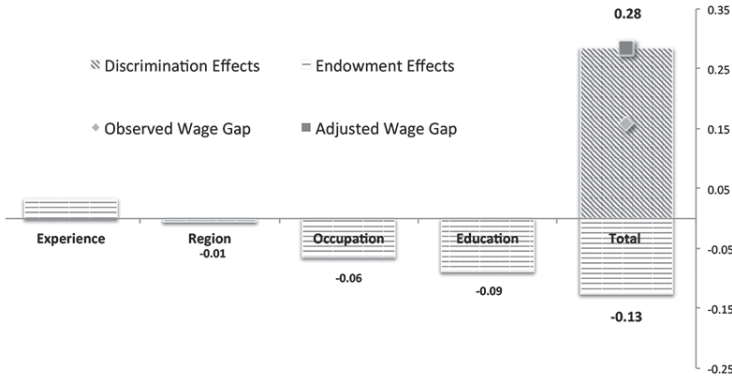 0.28
0.35
Discrimination Effects
Endowment Effects
0.25
Observed Wage Gap
Adjusted Wage Gap
0.15
0.05
Experience
Region
Occupation
Education
Total
-0.01
-0.05
-0.06
-0.09
-0.13
-0.15
-0.25